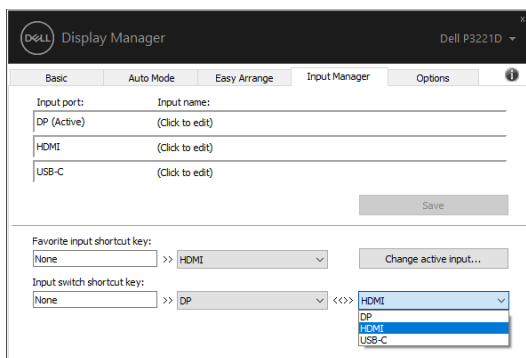 DELL Display Manager Dell P3221D
x
Basic Auto Mode Easy Arrange Input Manager Options i
Input port: Input name:
DP (Active) (Click to edit)
HDMI (Click to edit)
USB-C (Click to edit)
Save
Favorite input shortcut key:
None >> HDMI Change active input...
Input switch shortcut key:
None >> DP <<>> HDMI
DP
HDMI
USB-C